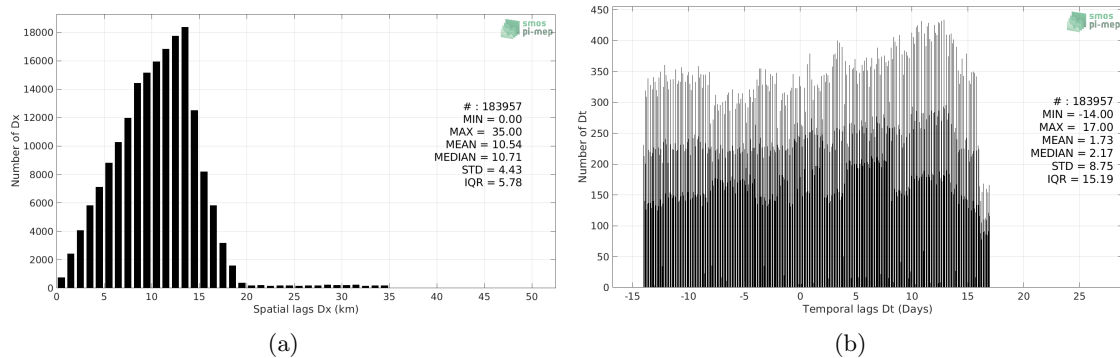 18000
16000
14000
12000
10000
8000
6000
4000
2000
0
Number of Dx
0 5 10 15 20 25 30 35 40 45 50
Spatial lags Dx (km)
smos
pi-mep
# : 183957
MIN = 0.00
MAX = 35.00
MEAN = 10.54
MEDIAN = 10.71
STD = 4.43
IQR = 5.78
(a)
450
400
350
300
250
200
150
100
50
0
Number of Dt
-15 -10 -5 0 5 10 15 20 25
Temporal lags Dt (Days)
smos
pi-mep
# : 183957
MIN = -14.00
MAX = 17.00
MEAN = 1.73
MEDIAN = 2.17
STD = 8.75
IQR = 15.19
(b)